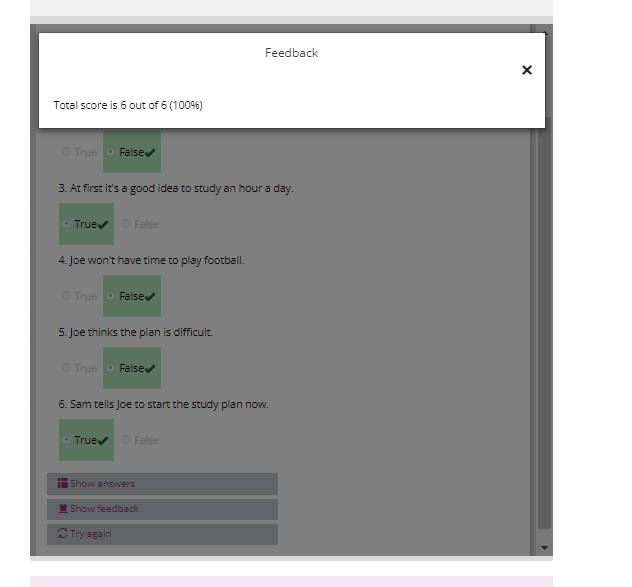 Feedback
Total score is 6 out of 6 (100%)
True False
3. At first it's a good idea to study an hour a day.
True False
4. Joe won't have time to play football.
True False
5. Joe thinks the plan is difficult.
True False
6. Sam tells Joe to start the study plan now.
True False
Show answers
Show feedback
Try again